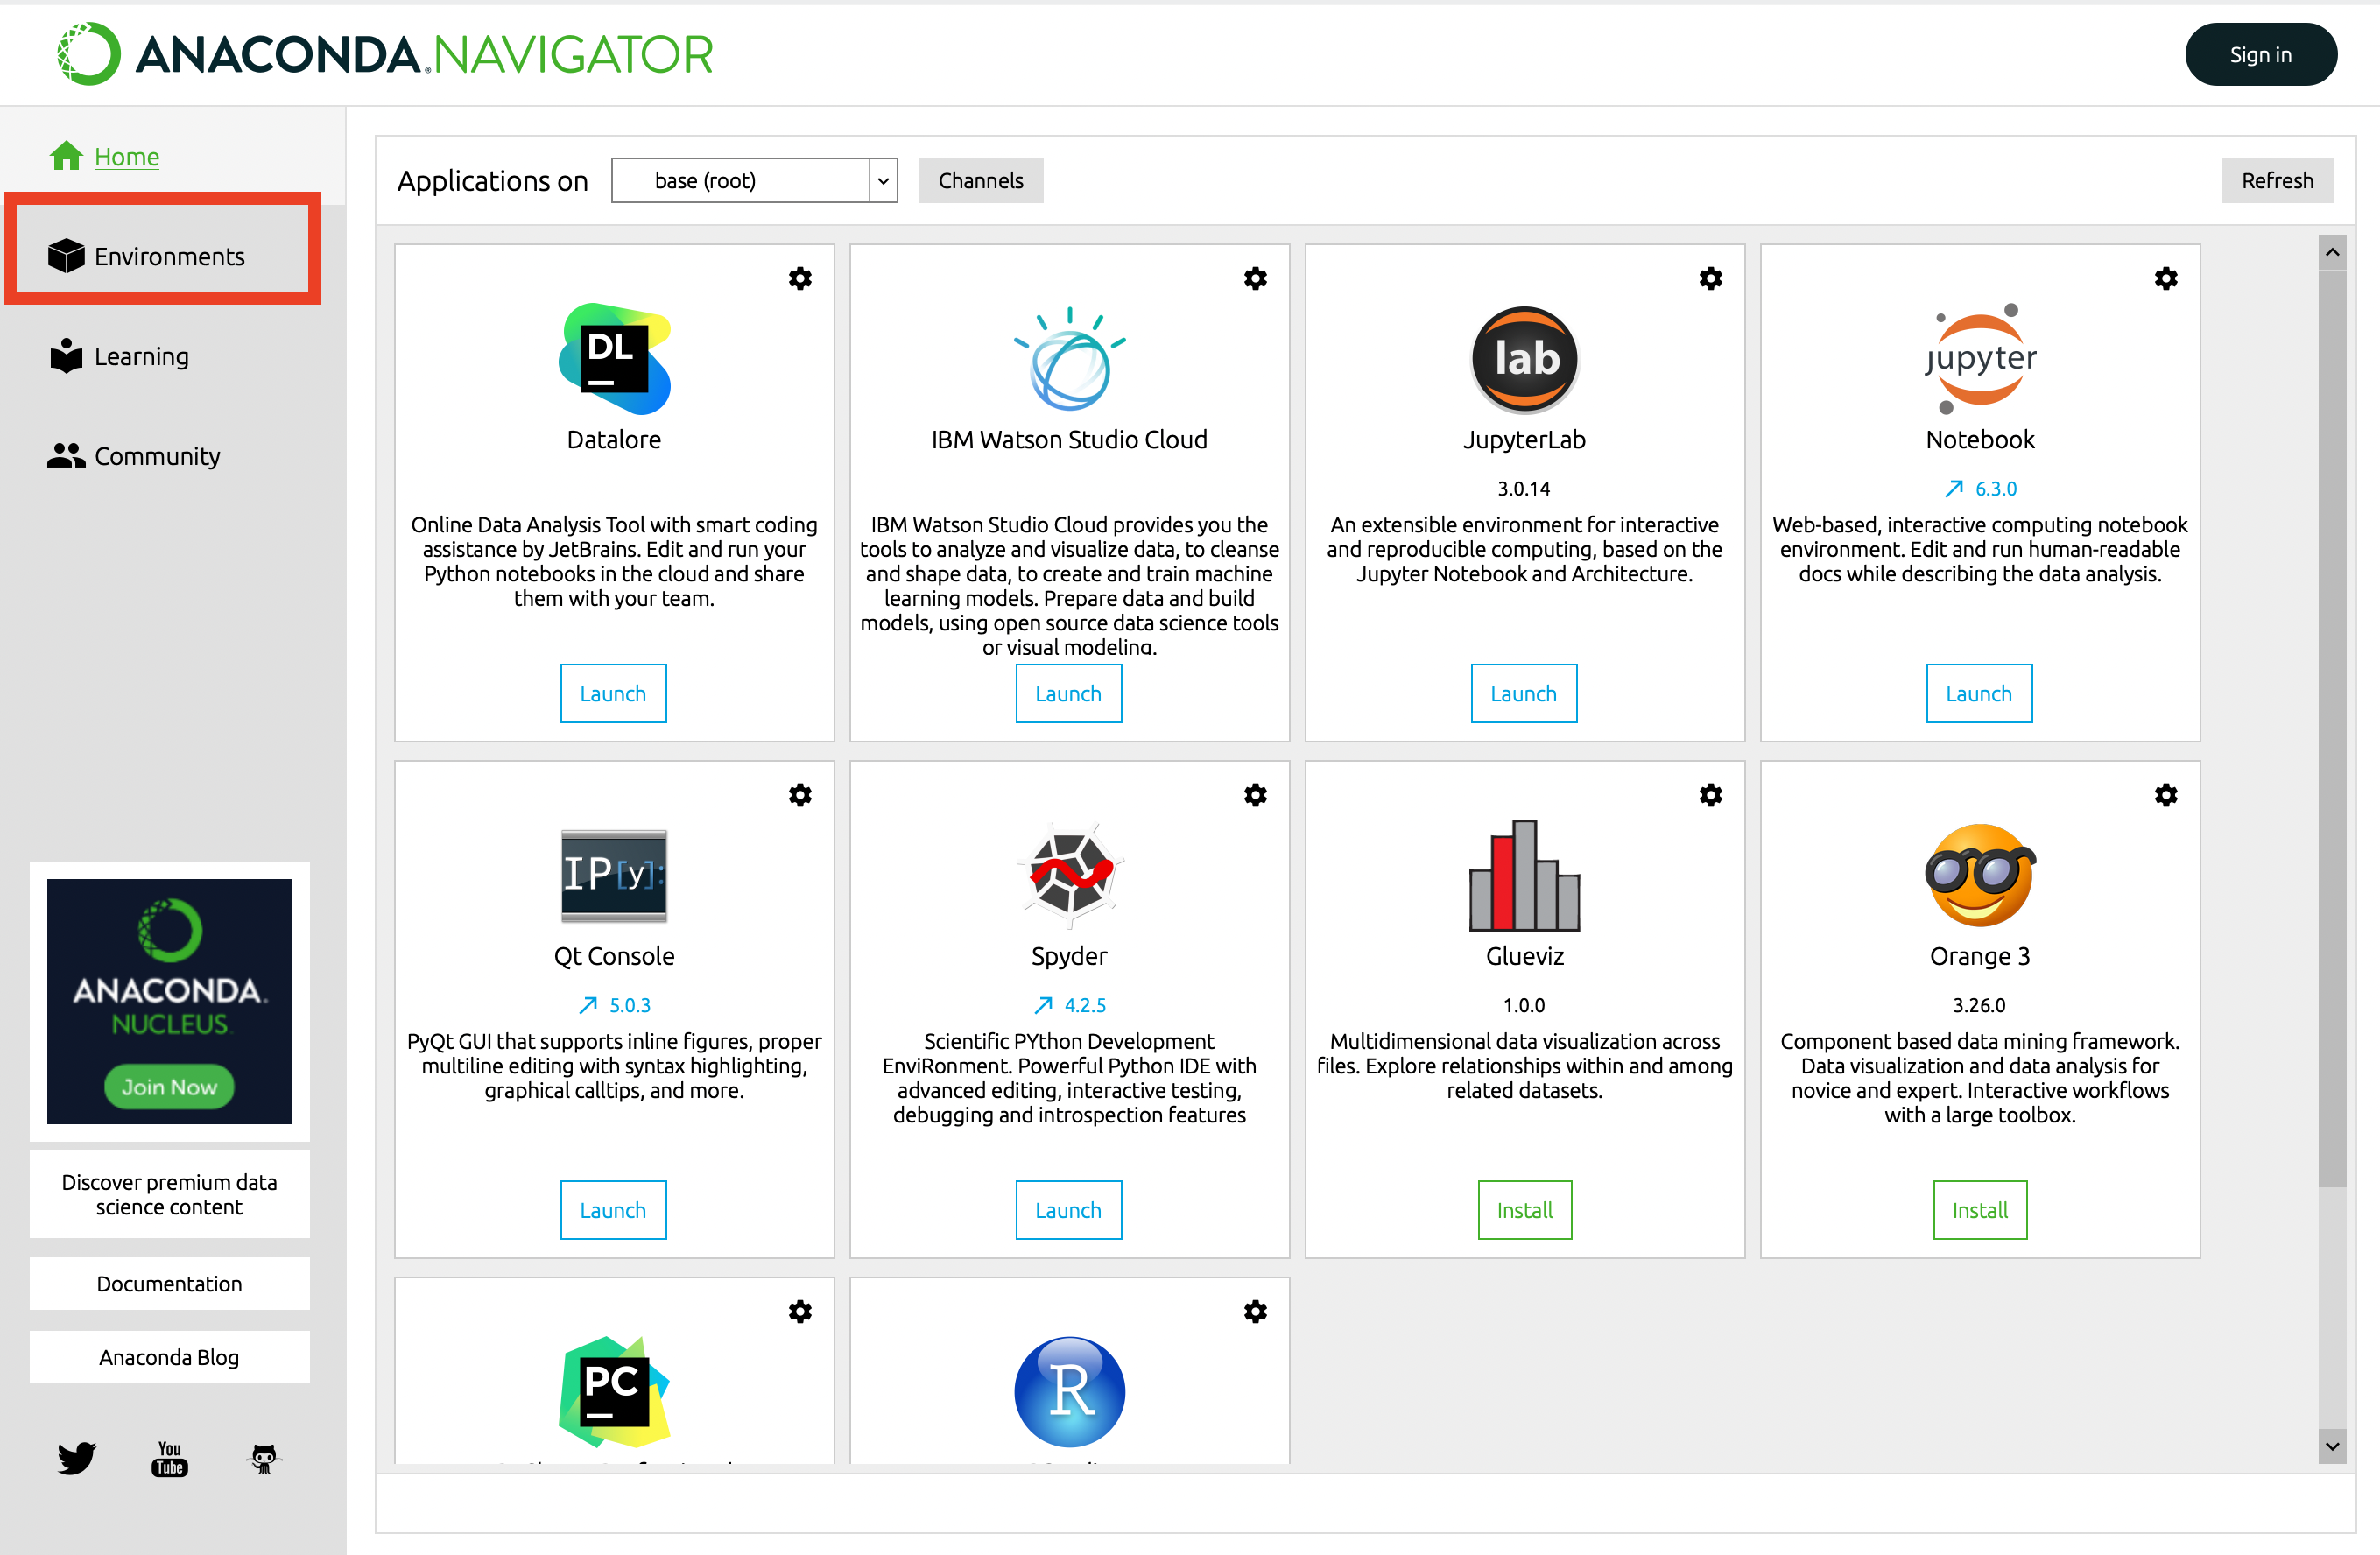 ANACONDA.NAVIGATOR
Sign in
Home
Environments
Learning
Community
Applications on
base (root)
Channels
Refresh
DL
Datalore
Online Data Analysis Tool with smart coding
assistance by JetBrains. Edit and run your
Python notebooks in the cloud and share
them with your team.
Launch
IBM Watson Studio Cloud
IBM Watson Studio Cloud provides you the
tools to analyze and visualize data, to cleanse
and shape data, to create and train machine
learning models. Prepare data and build
models, using open source data science tools
or visual modeling.
Launch
lab
JupyterLab
3.0.14
An extensible environment for interactive
and reproducible computing, based on the
Jupyter Notebook and Architecture.
Launch
jupyter
Notebook
6.3.0
Web-based, interactive computing notebook
environment. Edit and run human-readable
docs while describing the data analysis.
Launch
IP[y]:
Qt Console
5.0.3
PyQt GUI that supports inline figures, proper
multiline editing with syntax highlighting,
graphical calltips, and more.
Launch
Spyder
4.2.5
Scientific PYthon Development
EnviRonment. Powerful Python IDE with
advanced editing, interactive testing,
debugging and introspection features
Launch
Glueviz
1.0.0
Multidimensional data visualization across
files. Explore relationships within and among
related datasets.
Install
Orange 3
3.26.0
Component based data mining framework.
Data visualization and data analysis for
novice and expert. Interactive workflows
with a large toolbox.
Install
PC
R
ANACONDA.
NUCLEUS
Join Now
Discover premium data
science content
Documentation
Anaconda Blog
You
Tube